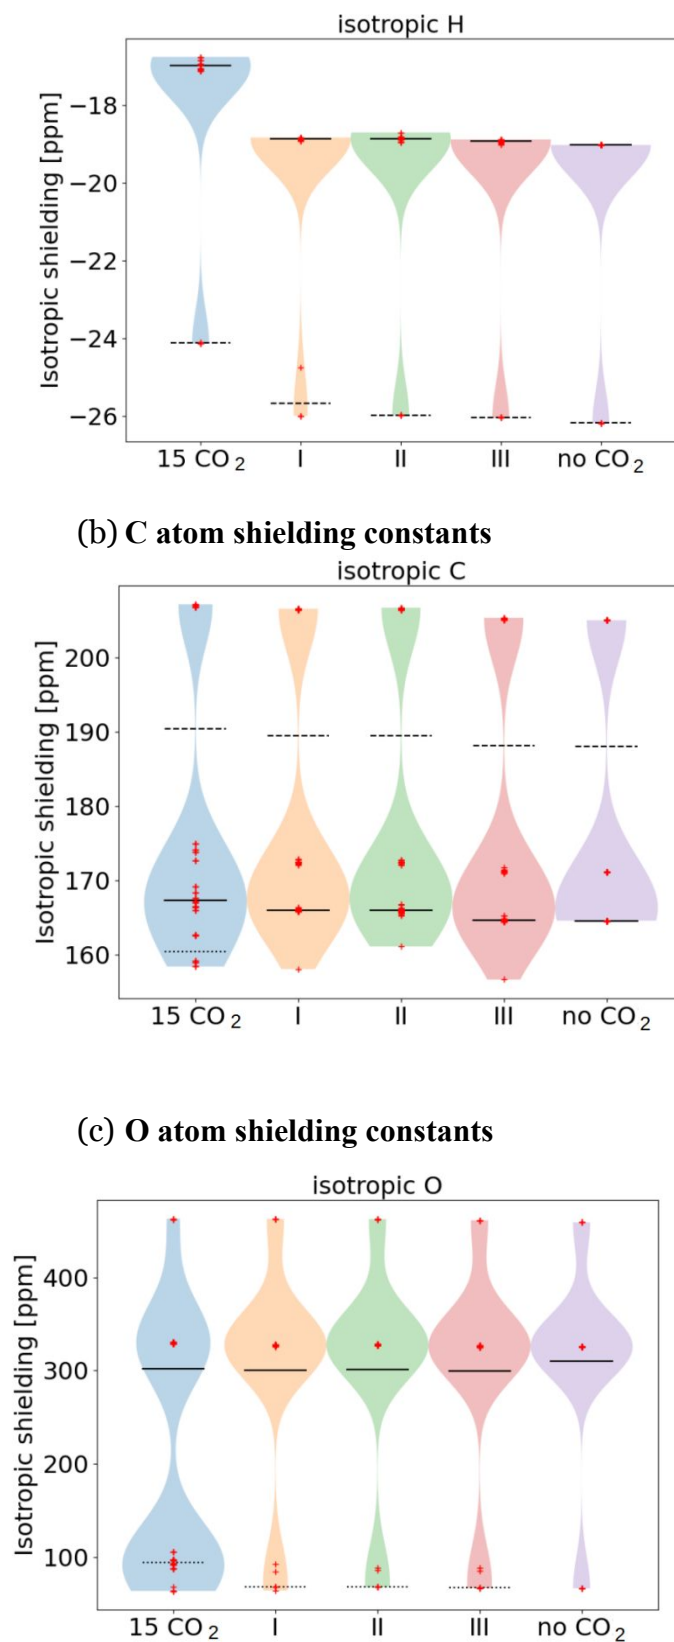 isotropic H
Isotropic shielding [ppm]
−18
−20
−22
−24
−26
15 CO₂ I II III no CO₂
(b) C atom shielding constants
isotropic C
Isotropic shielding [ppm]
200
190
180
170
160
15 CO₂ I II III no CO₂
(c) O atom shielding constants
isotropic O
Isotropic shielding [ppm]
400
300
200
100
15 CO₂ I II III no CO₂